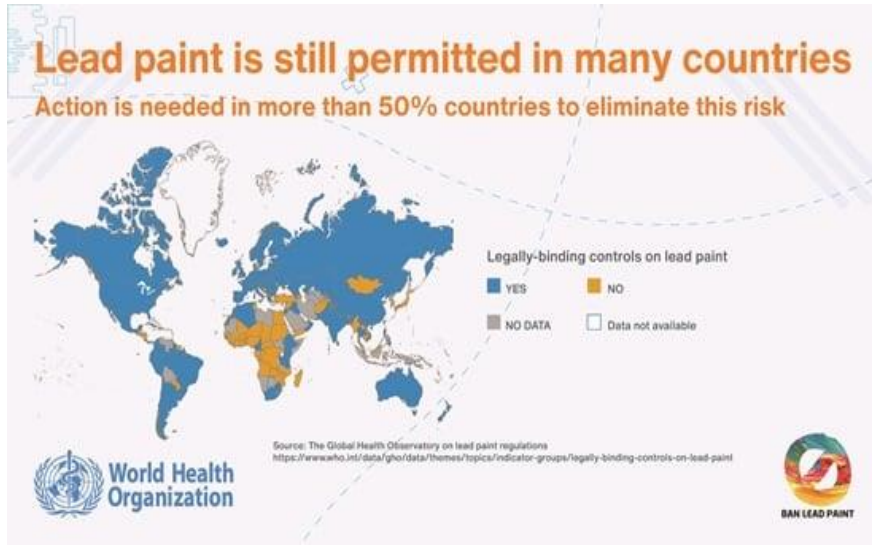 Lead paint is still permitted in many countries
Action is needed in more than 50% countries to eliminate this risk
Legally-binding controls on lead paint
YES
NO
NO DATA
Data not available
Source: The Global Health Observatory on lead paint regulations
https://www.who.int/data/gho/data/themes/topics/indicator-groups/legally-binding-controls-on-lead-paint
World Health
Organization
BAN LEAD PAINT